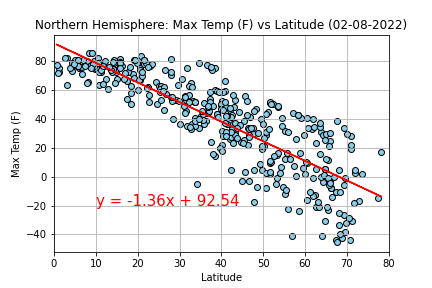 Northern Hemisphere: Max Temp (F) vs Latitude (02-08-2022)
Max Temp (F)
80
60
40
20
0
−20
−40
y = -1.36x + 92.54
0 10 20 30 40 50 60 70 80
Latitude